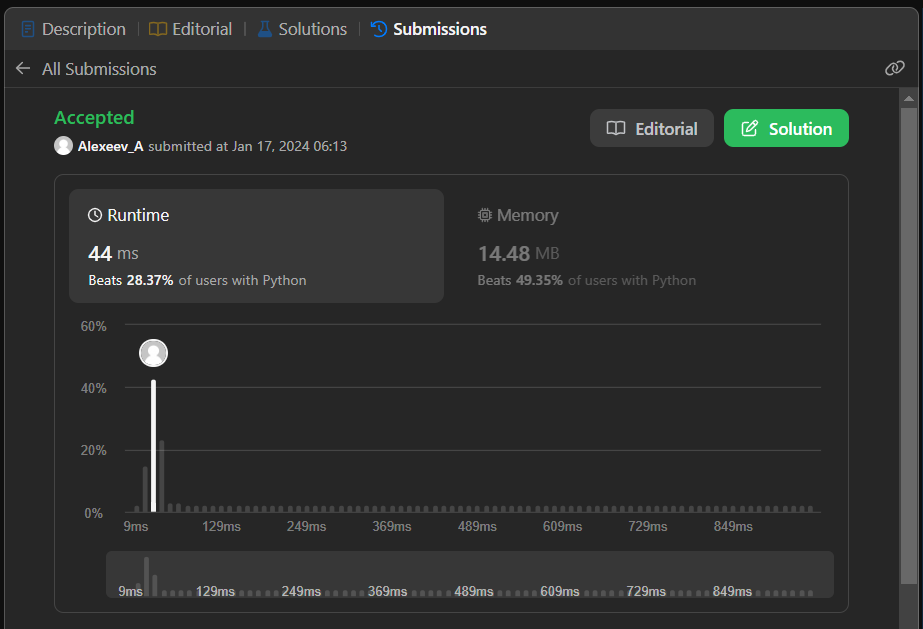 Description Editorial Solutions Submissions
All Submissions
Accepted
Alexeev_A submitted at Jan 17, 2024 06:13
Editorial
Solution
Runtime
44 ms
Beats 28.37% of users with Python
Memory
14.48 MB
Beats 49.35% of users with Python
60%
40%
20%
0%
9ms 129ms 249ms 369ms 489ms 609ms 729ms 849ms
9ms 129ms 249ms 369ms 489ms 609ms 729ms 849ms